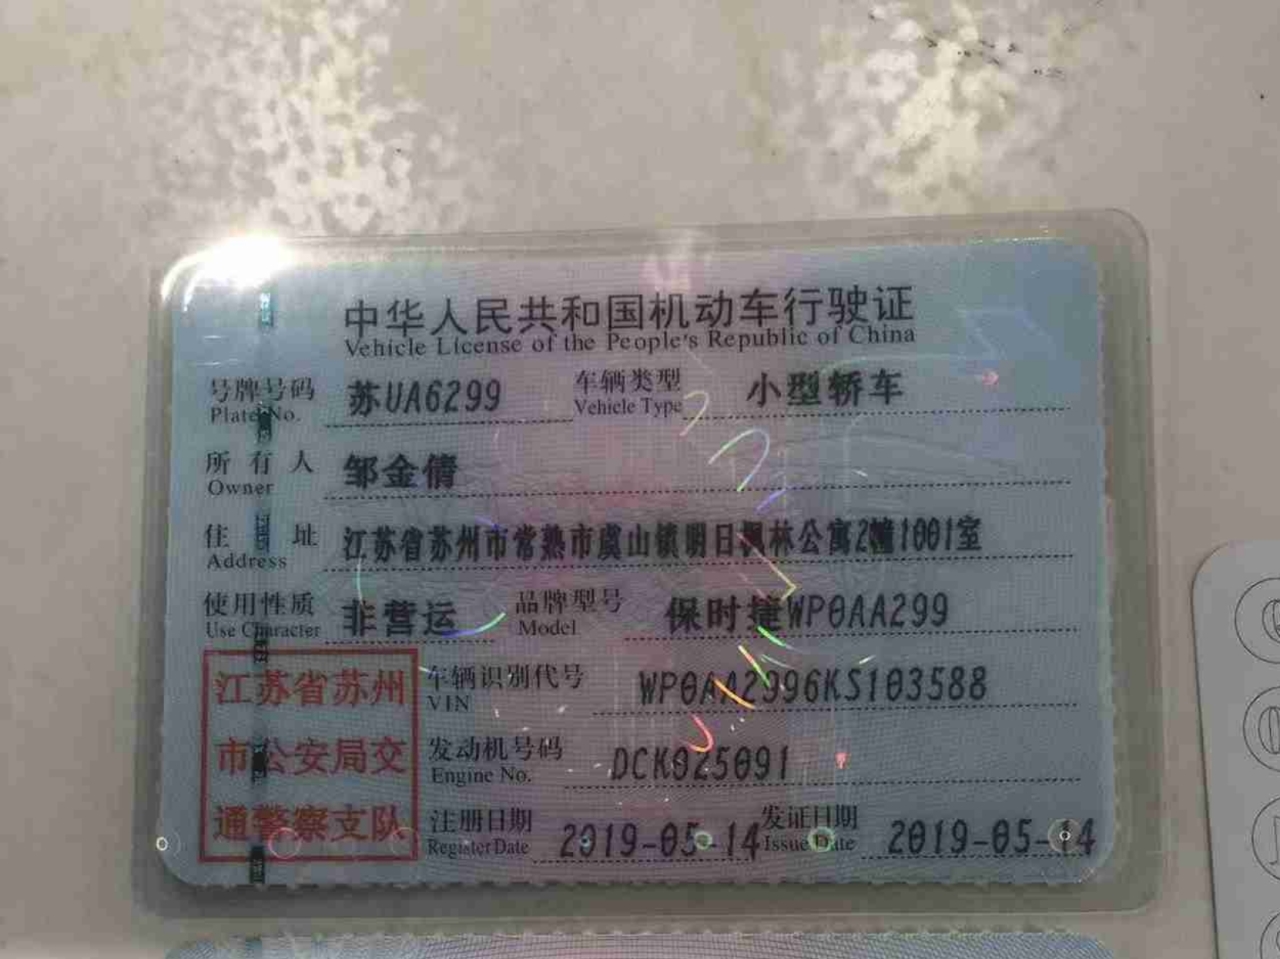 中华人民共和国机动车行驶证
Vehicle License of the People's Republic of China
号牌号码 苏UA6299 车辆类型 小型轿车
Plate No. Vehicle Type
所有人 邹金倩
Owner
住址 江苏省苏州市常熟市虞山镇明日枫林公寓2幢1001室
Address
使用性质 非营运 品牌型号 保时捷WP0AA299
Use Character Model
江苏省苏州 车辆识别代号 WP0AA2996KS103588
VIN
市公安局交 发动机号码 DCK025091
Engine No.
通警察支队 注册日期 2019-05-14 发证日期 2019-05-14
Register Date Issue Date